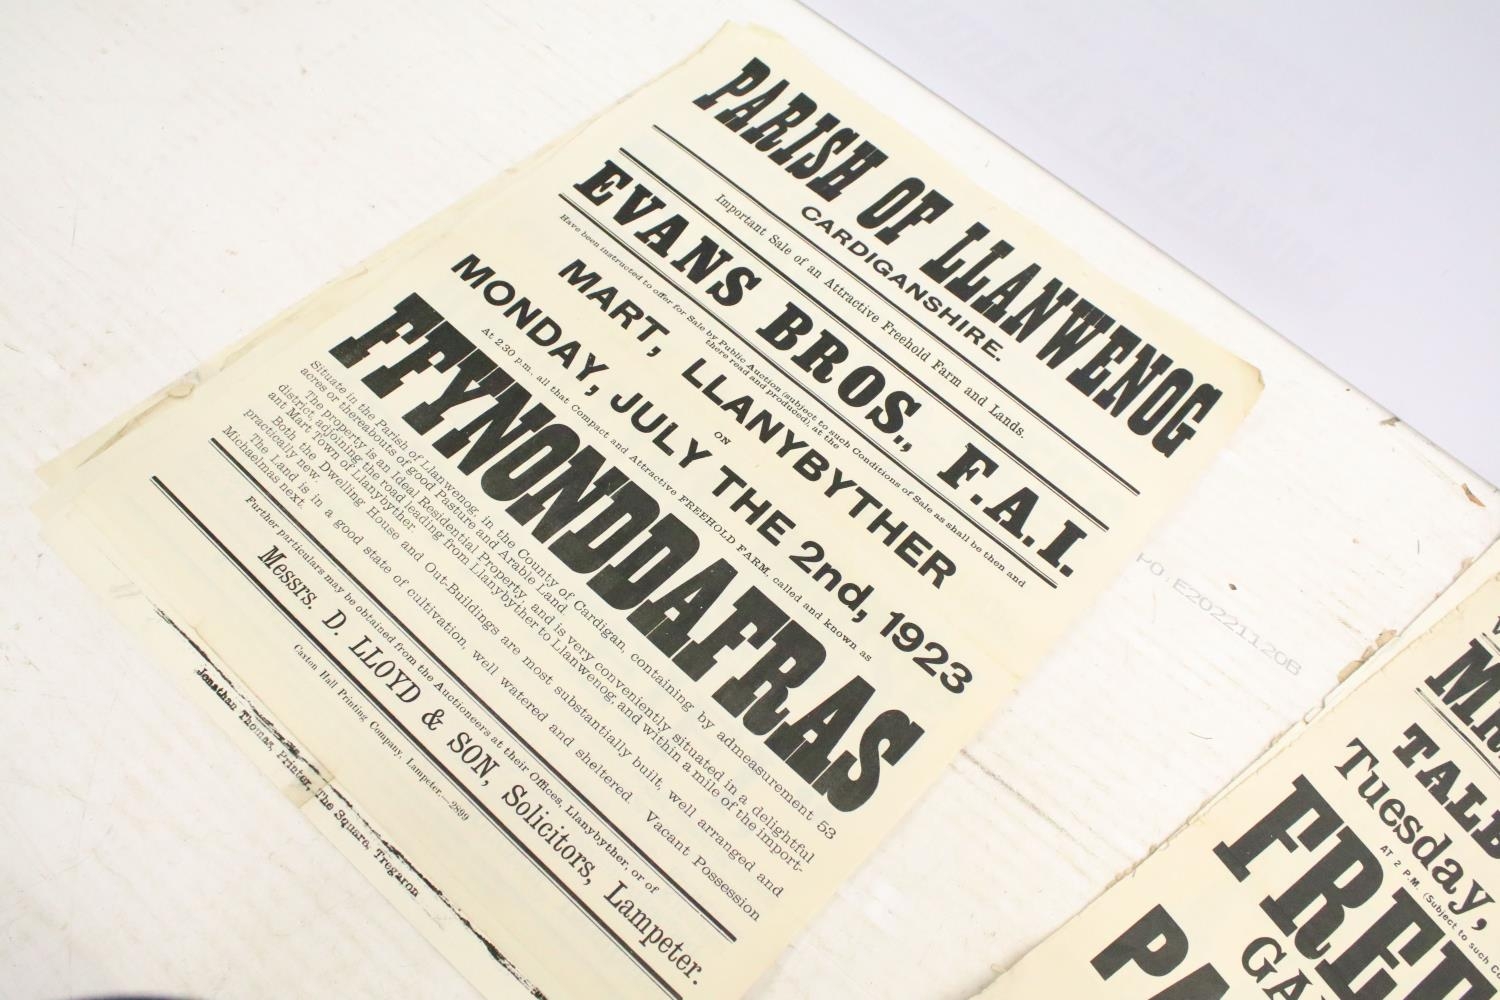 PARISH OF LLANWENOG
CARDIGANSHIRE.
Important Sale of an Attractive Freehold Farm and Lands.
EVANS BROS., F.A.I.
Have been instructed to offer for Sale by Public Auction (subject to such Conditions of Sale as shall be then and
there read and produced), at the
MART, LLANYBYTHER
ON
MONDAY, JULY THE 2nd, 1923
At 2.30 p.m., all that Compact and Attractive FREEHOLD FARM, called and known as
FFYNONDDAFRAS
Situate in the Parish of Llanwenog, in the County of Cardigan, containing by admeasurement 53
acres or thereabouts of good Pasture and Arable Land.
The property is an Ideal Residential Property, and is very conveniently situated in a delightful
district, adjoining the road leading from Llanybyther to Llanwenog, and within a mile of the import-
ant Mart Town of Llanybyther.
Both the Dwelling House and Out-Buildings are most substantially built, well arranged and
practically new.
The Land is in a good state of cultivation, well watered and sheltered. Vacant Possession
Michaelmas next.
Further particulars may be obtained from the Auctioneers at their Offices, Llanybyther, or of
Messrs. D. LLOYD & SON, Solicitors, Lampeter.
Caxton Hall Printing Company, Lampeter.—2899
Jonathan Thomas, Printer, The Square, Tregaron
PO:E20221120B
TALB
Tuesday,
AT 2 P.M. (Subject to such Co
FRE
GA
PA